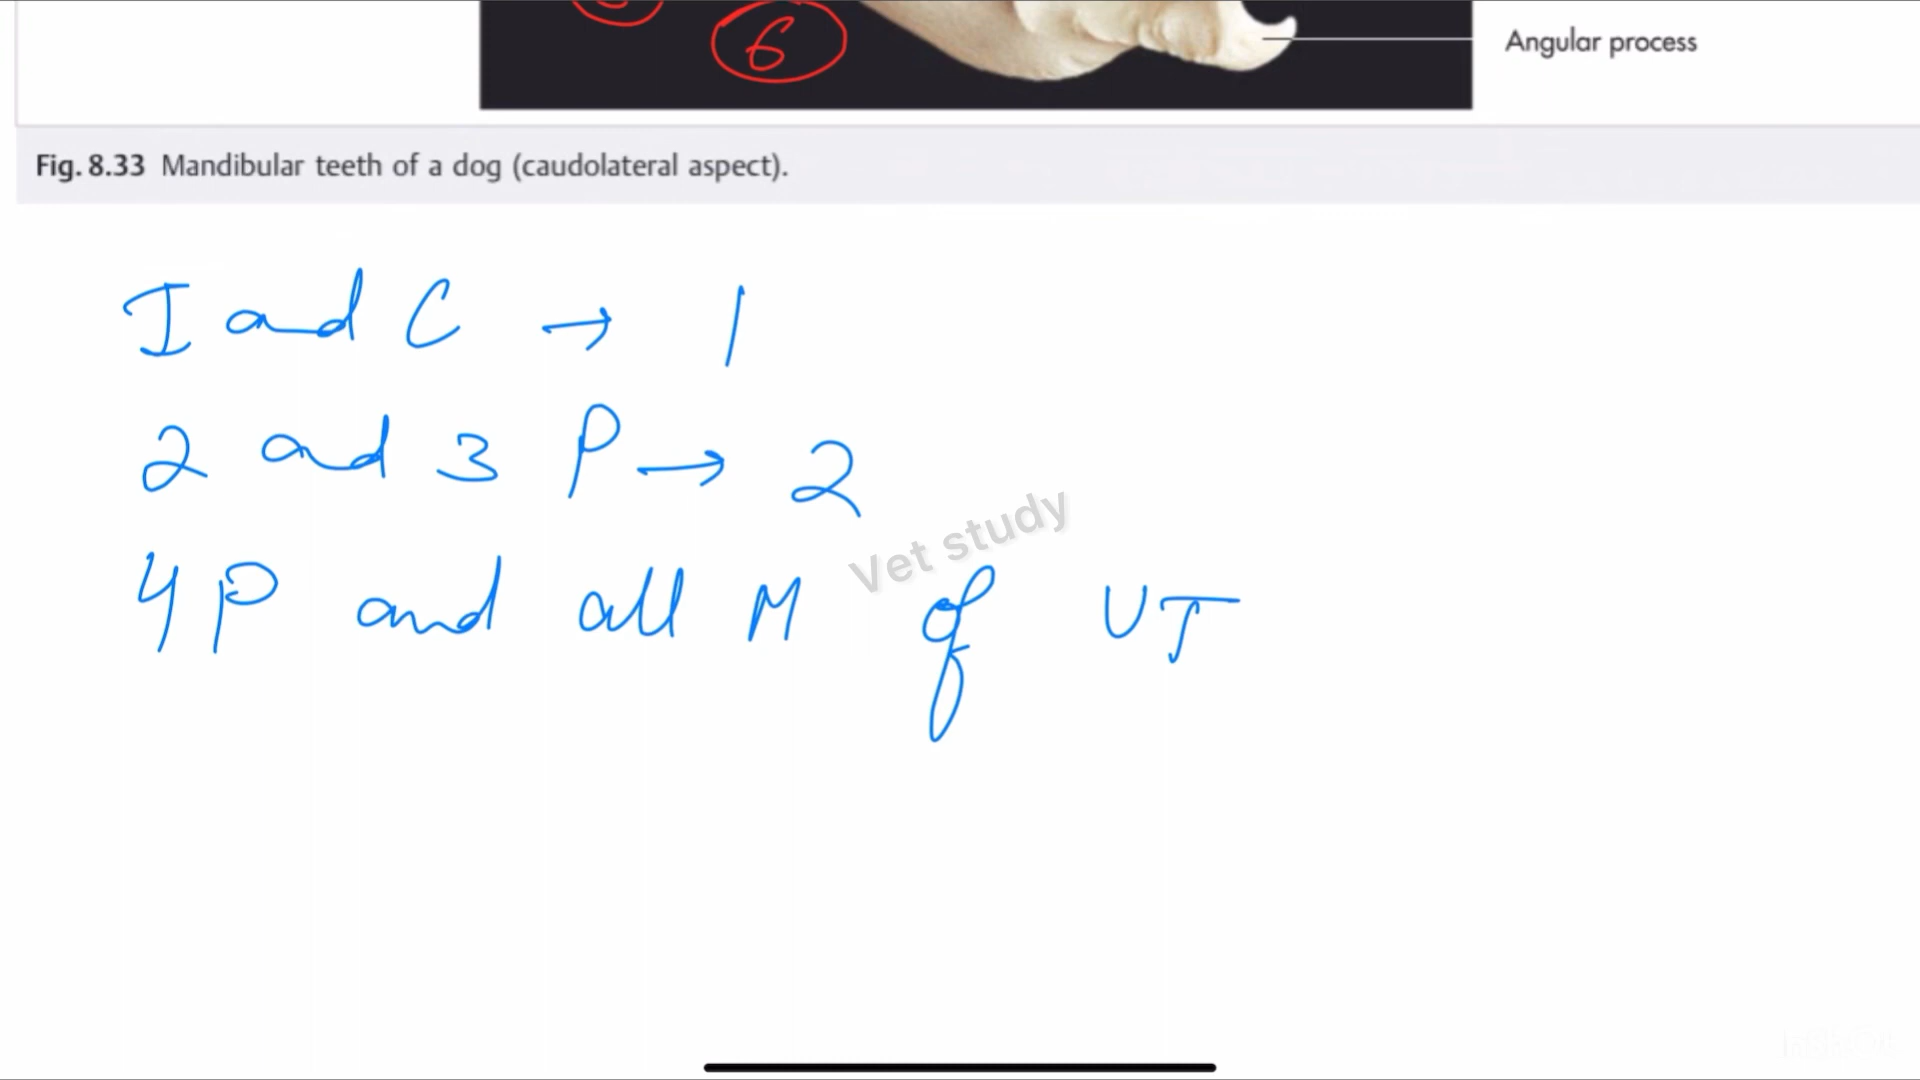 6
Angular process
Fig. 8.33 Mandibular teeth of a dog (caudolateral aspect).
I and C → 1
2 and 3 P → 2
Vet study
4 P and all M of UT